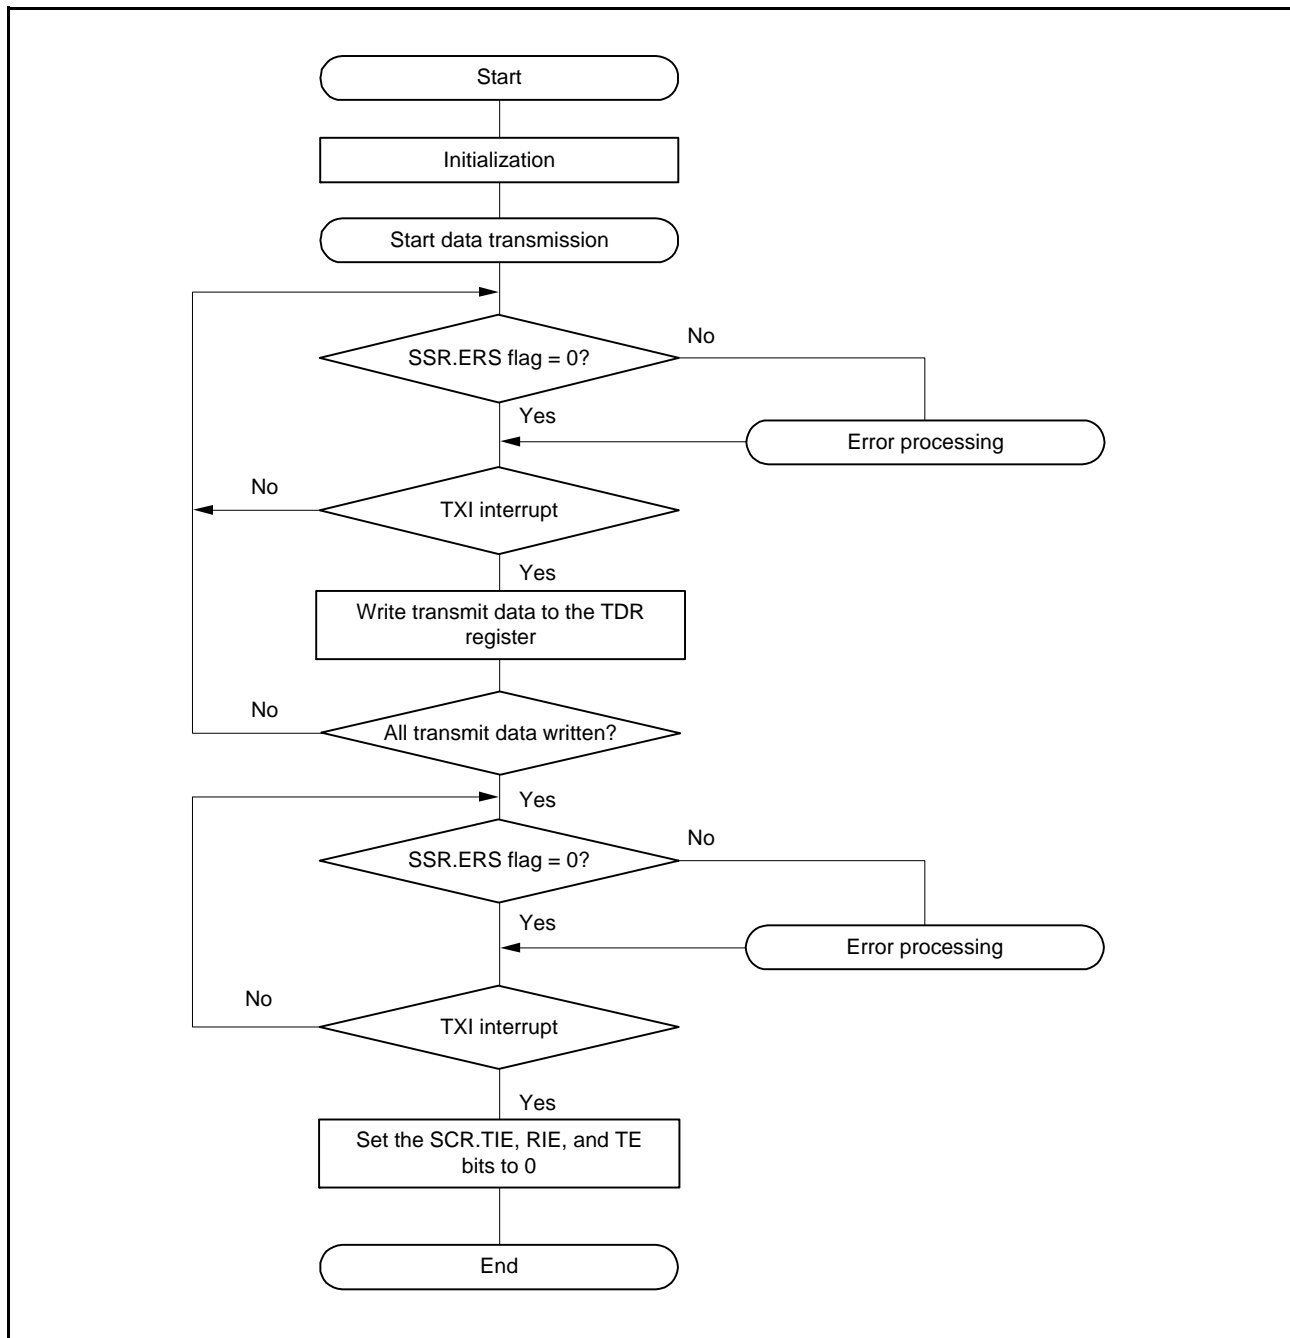 Start
Initialization
Start data transmission
SSR.ERS flag = 0?
No
Yes
Error processing
No
TXI interrupt
Yes
Write transmit data to the TDR
register
No
All transmit data written?
Yes
SSR.ERS flag = 0?
No
Yes
Error processing
No
TXI interrupt
Yes
Set the SCR.TIE, RIE, and TE
bits to 0
End